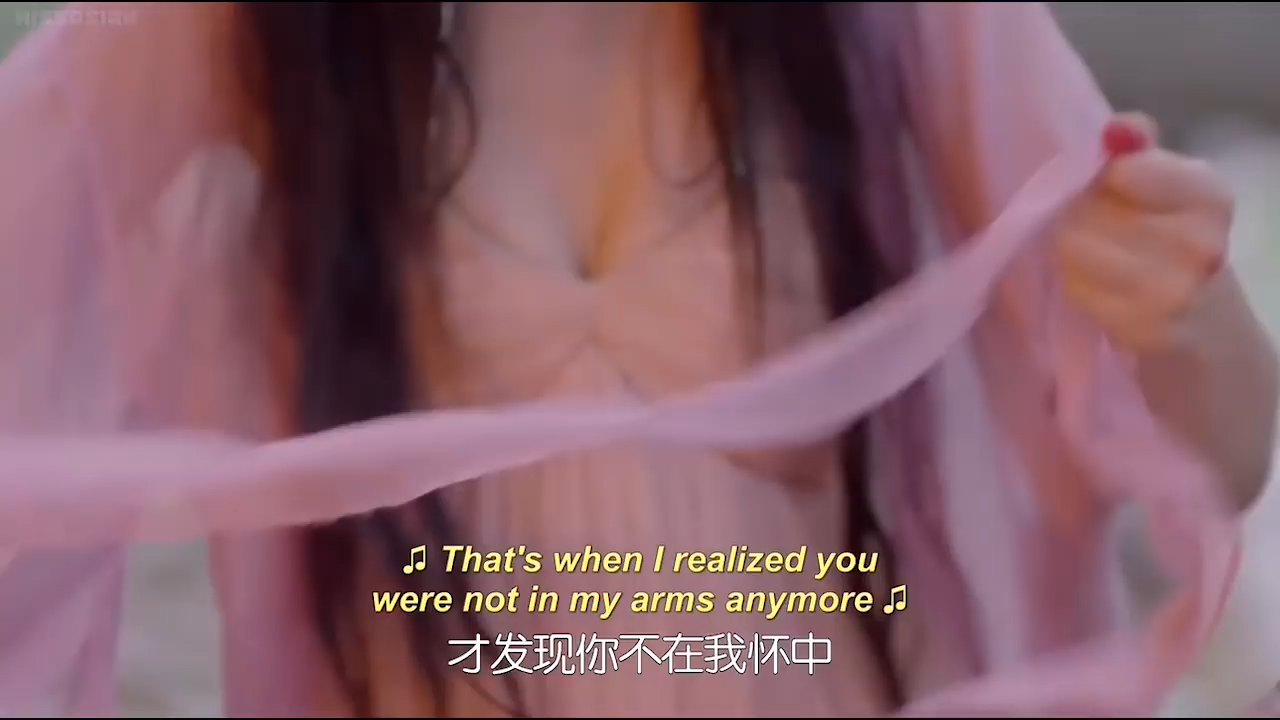 ♫ That's when I realized you
were not in my arms anymore ♫
才发现你不在我怀中